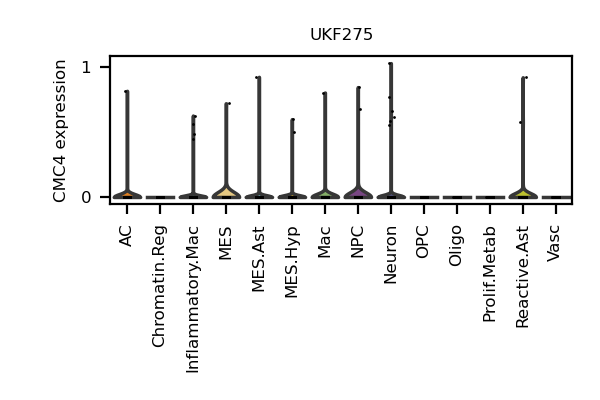 UKF275
CMC4 expression
1
0
AC
Chromatin.Reg
Inflammatory.Mac
MES
MES.Ast
MES.Hyp
Mac
NPC
Neuron
OPC
Oligo
Prolif.Metab
Reactive.Ast
Vasc